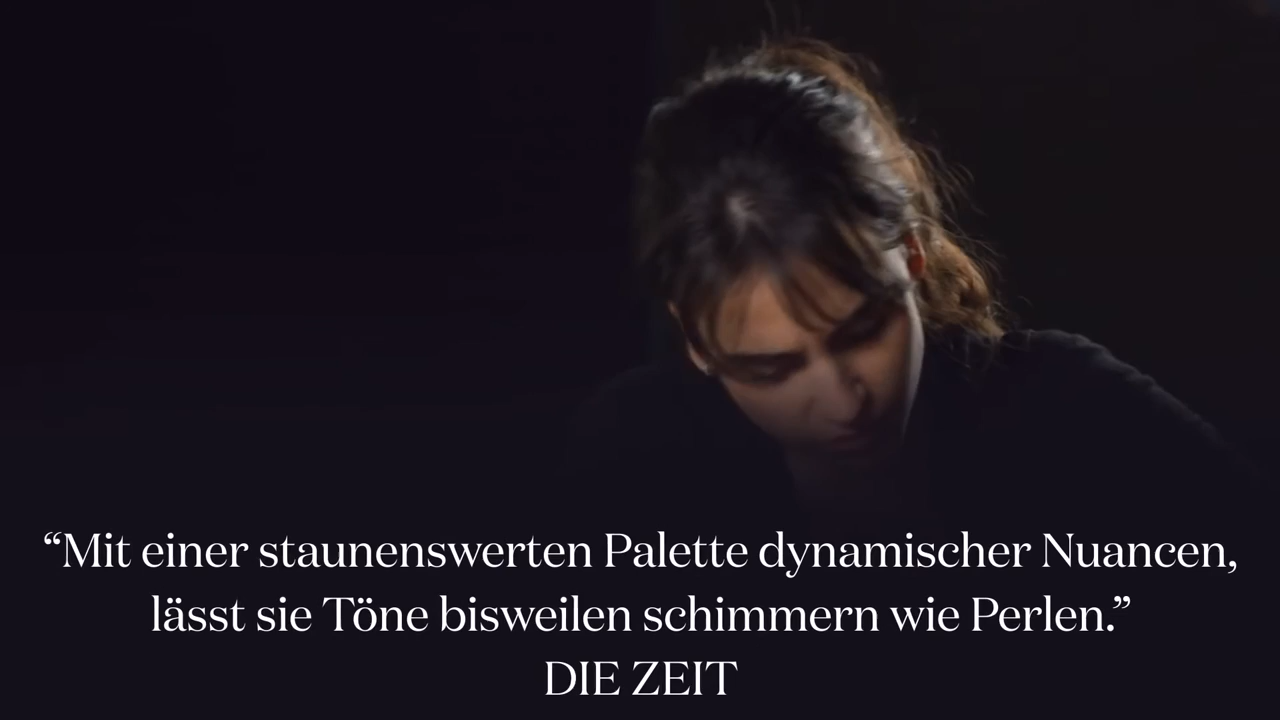 “Mit einer staunenswerten Palette dynamischer Nuancen,
lässt sie Töne bisweilen schimmern wie Perlen.”
DIE ZEIT